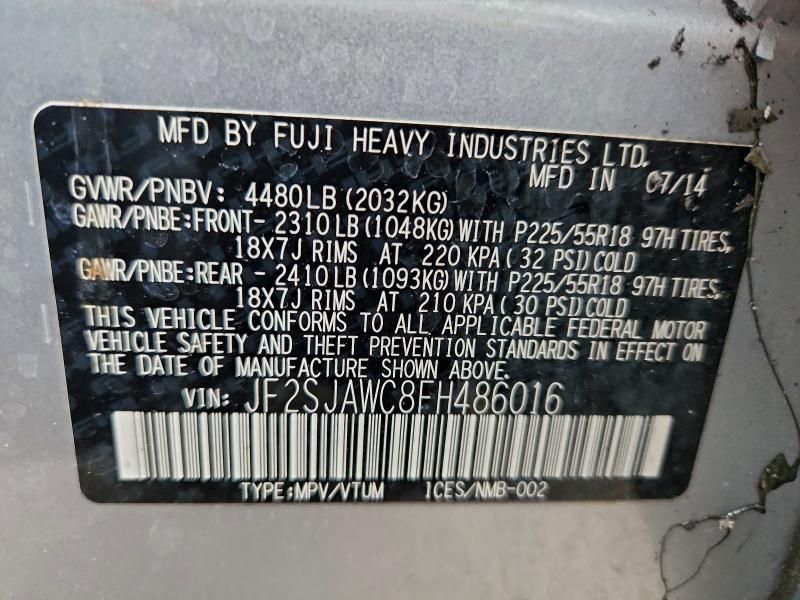 MFD BY FUJI HEAVY INDUSTRIES LTD.
MFD IN 07/14
GVWR/PNBV: 4480LB (2032KG)
GAWR/PNBE:FRONT- 2310LB (1048KG) WITH P225/55R18 97H TIRES,
18X7J RIMS AT 220 KPA ( 32 PSI) COLD
GAWR/PNBE:REAR - 2410LB (1093KG) WITH P225/55R18 97H TIRES,
18X7J RIMS AT 210 KPA ( 30 PSI) COLD
THIS VEHICLE CONFORMS TO ALL APPLICABLE FEDERAL MOTOR
VEHICLE SAFETY AND THEFT PREVENTION STANDARDS IN EFFECT ON
THE DATE OF MANUFACTURE SHOWN ABOVE.
VIN: JF2SJAWC8FH486016
TYPE:MPV/VTUM ICES/NMB-002